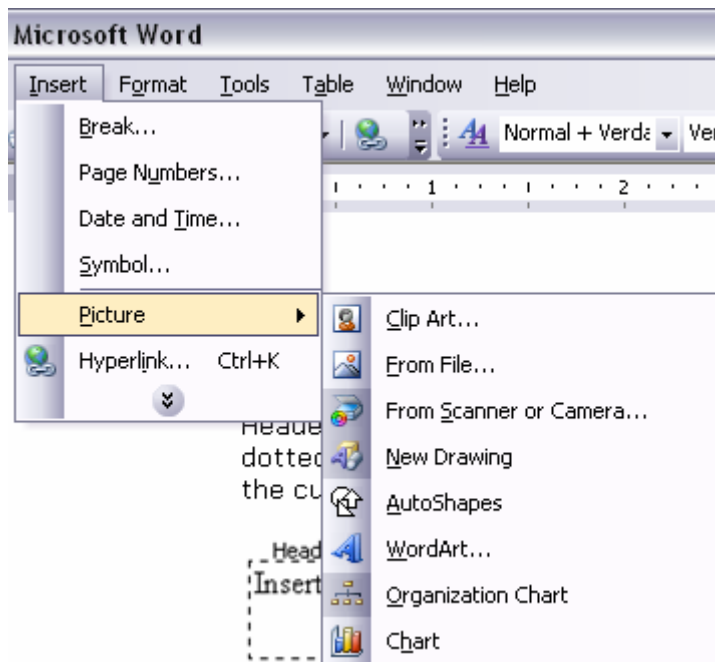 Microsoft Word
Insert Format Tools Table Window Help
Break...
Normal + Verda
Ver
Page Numbers...
1 2
Date and Time...
Symbol...
Picture
Clip Art...
Hyperlink... Ctrl+K
From File...
From Scanner or Camera...
Heade
dotted
New Drawing
the cu
AutoShapes
Head
WordArt...
Insert
Organization Chart
Chart